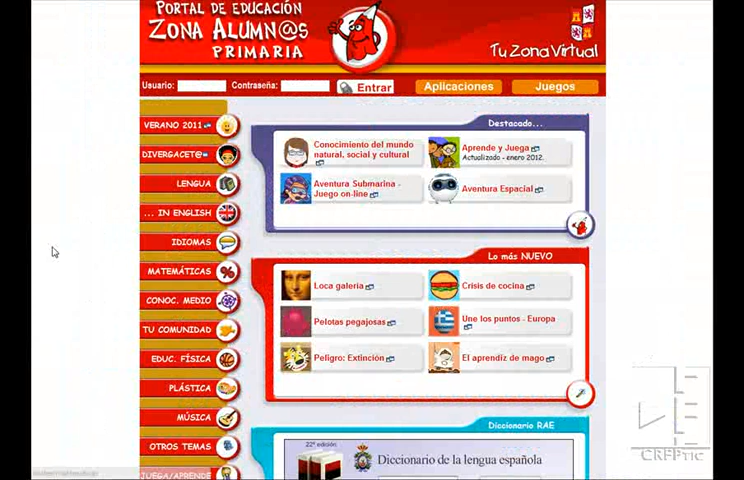 PORTAL DE EDUCACIÓN
ZONA ALUMN@S
PRIMARIA
Tu Zona Virtual
Usuario:
Contraseña:
Entrar
Aplicaciones
Juegos
VERANO 2011
DIVERGACET@
LENGUA
... IN ENGLISH
IDIOMAS
MATEMÁTICAS
CONOC. MEDIO
TU COMUNIDAD
EDUC. FÍSICA
PLÁSTICA
MÚSICA
OTROS TEMAS
JUEGA/APRENDE
Destacado...
Conocimiento del mundo
natural, social y cultural
Aprende y Juega
Actualizado - enero 2012.
Aventura Submarina -
Juego on-line
Aventura Espacial
Lo más NUEVO
Loca galería
Crisis de cocina
Pelotas pegajosas
Une los puntos - Europa
Peligro: Extinción
El aprendiz de mago
Diccionario RAE
22ª edición
Diccionario de la lengua española
CRFPTIC